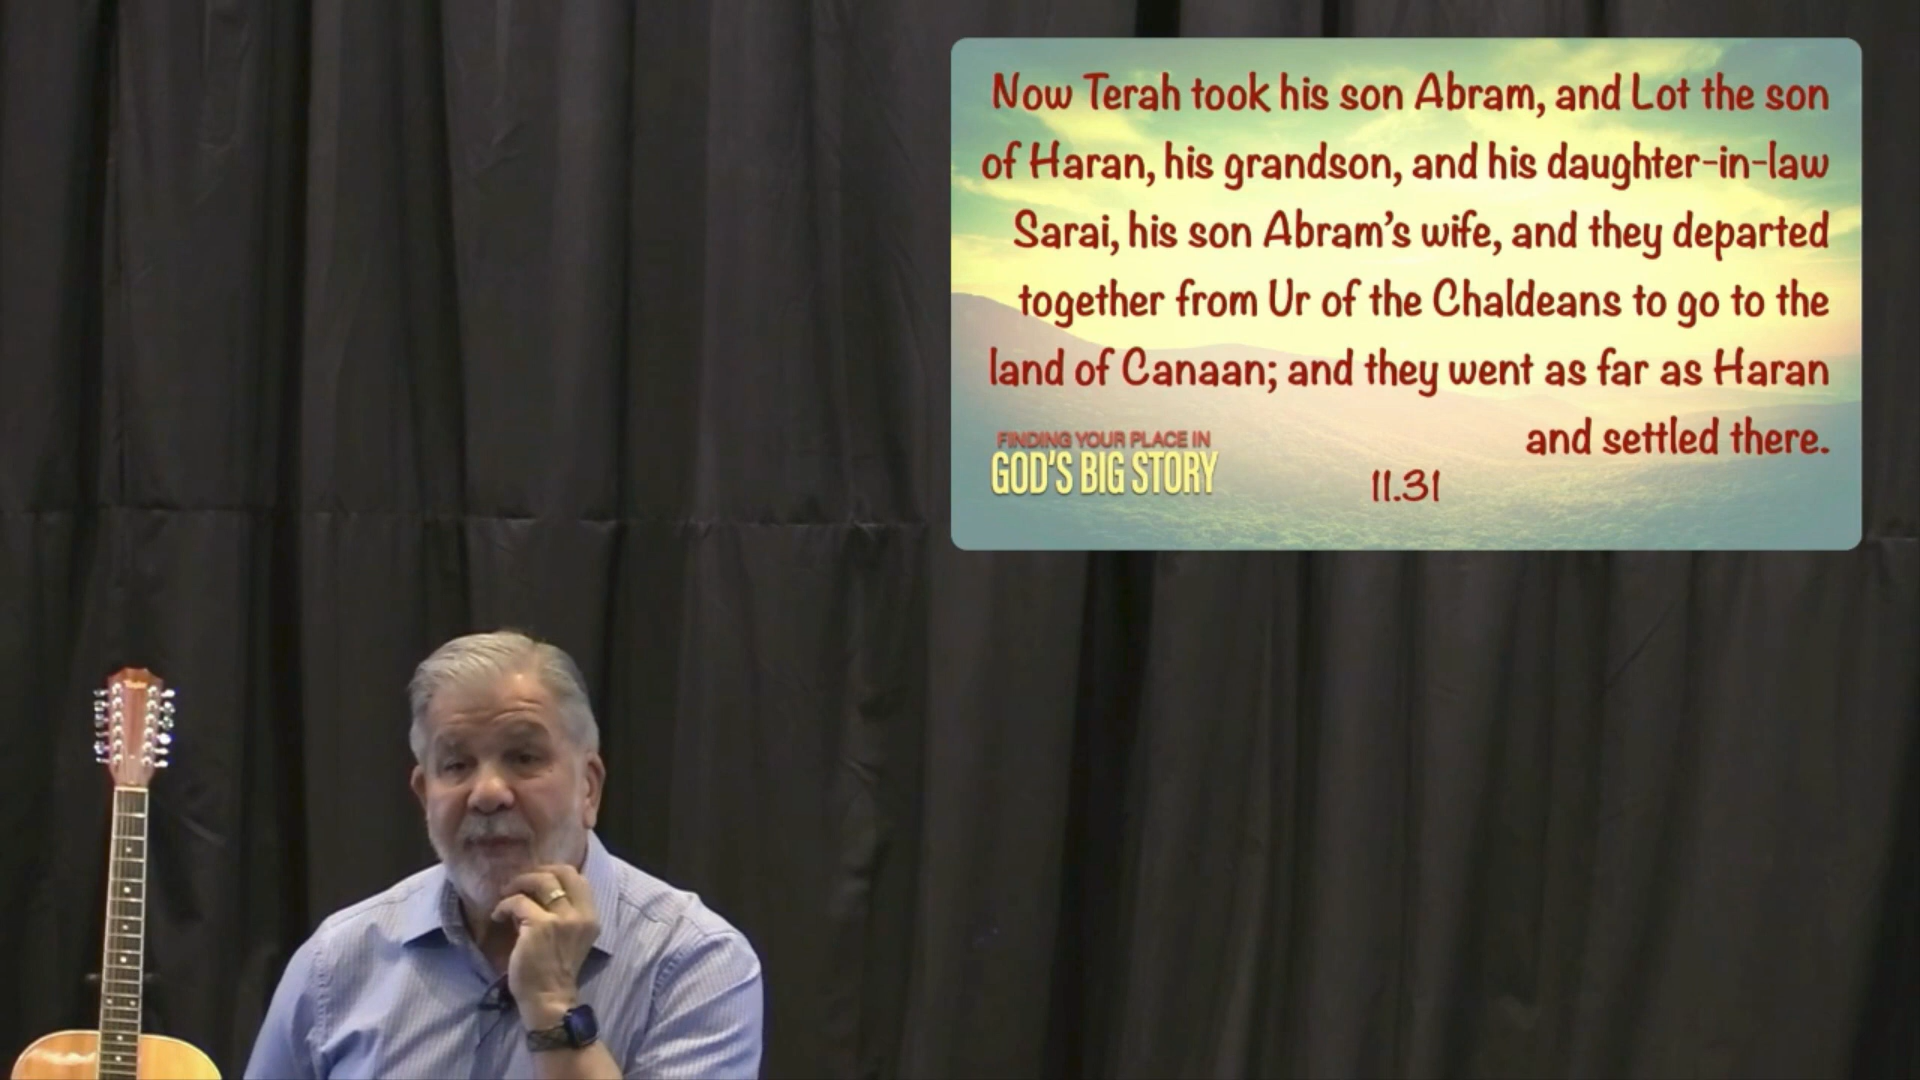 Now Terah took his son Abram, and Lot the son
of Haran, his grandson, and his daughter-in-law
Sarai, his son Abram's wife, and they departed
together from Ur of the Chaldeans to go to the
land of Canaan; and they went as far as Haran
and settled there.
11.31
FINDING YOUR PLACE IN
GOD'S BIG STORY
Taylor